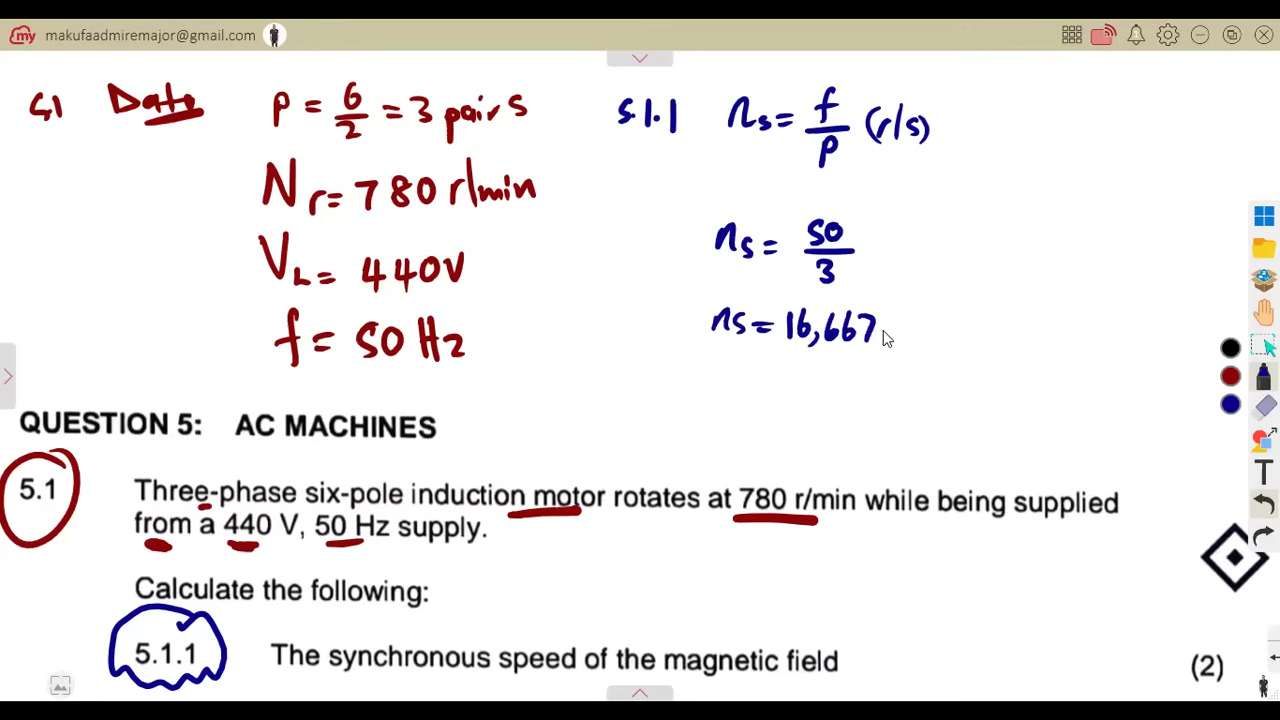 my makufaadmiremajor@gmail.com
5.1 Data
P = 6/2 = 3 pairs
Nr = 780 r/min
VL = 440V
f = 50 Hz
5.1.1 ns = f/p (r/s)
ns = 50/3
ns = 16,667
QUESTION 5: AC MACHINES
5.1 Three-phase six-pole induction motor rotates at 780 r/min while being supplied
from a 440 V, 50 Hz supply.
Calculate the following:
5.1.1 The synchronous speed of the magnetic field (2)
T